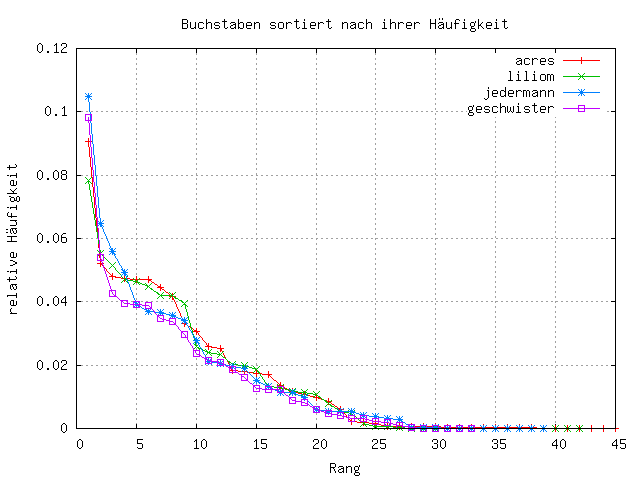 Buchstaben sortiert nach ihrer Häufigkeit
relative Häufigkeit
0.12
0.1
0.08
0.06
0.04
0.02
0
acres
liliom
jedermann
geschwister
0 5 10 15 20 25 30 35 40 45
Rang